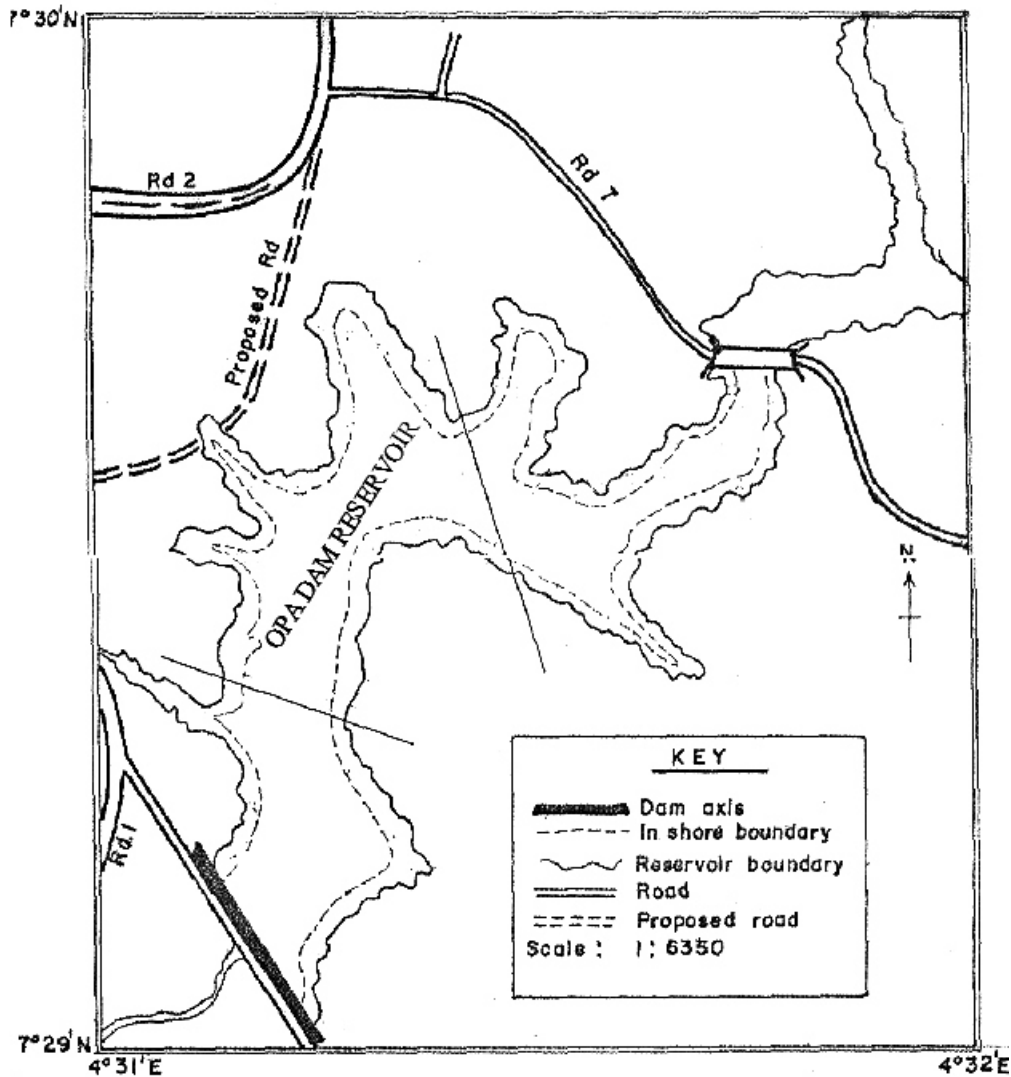 7° 30' N
Rd 2
Rd 7
Proposed Rd
OPA DAM RESERVOIR
N
Rd. 1
KEY
Dam axis
In shore boundary
Reservoir boundary
Road
Proposed road
Scale : 1: 6350
7° 29' N
4° 31' E
4° 32' E